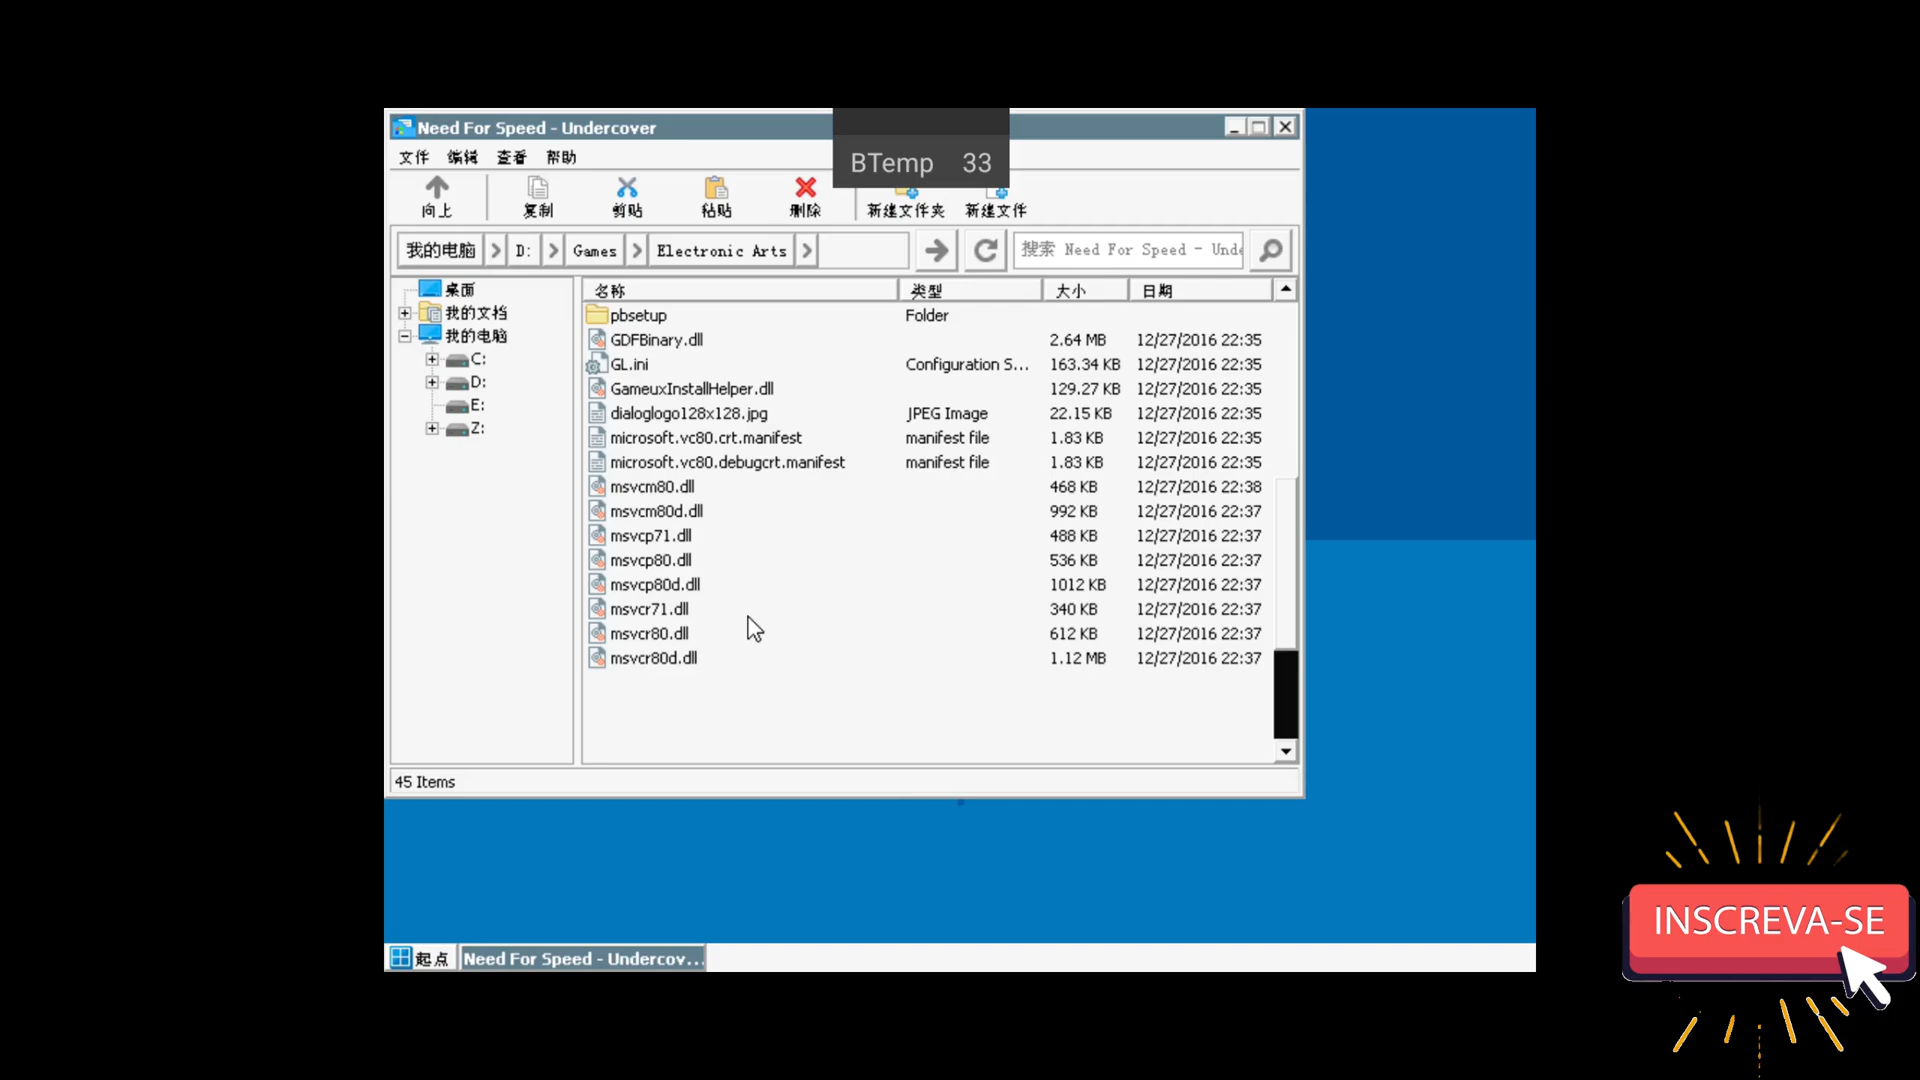 Need For Speed - Undercover
BTemp 33
文件 编辑 查看 帮助
向上 复制 剪贴 粘贴 删除 新建文件夹 新建文件
我的电脑 D: Games Electronic Arts 搜索 Need For Speed - Unde
桌面
我的文档
我的电脑
C:
D:
E:
Z:
名称 类型 大小 日期
pbsetup Folder
GDFBinary.dll 2.64 MB 12/27/2016 22:35
GL.ini Configuration S... 163.34 KB 12/27/2016 22:35
GameuxInstallHelper.dll 129.27 KB 12/27/2016 22:35
dialoglogo128x128.jpg JPEG Image 22.15 KB 12/27/2016 22:35
microsoft.vc80.crt.manifest manifest file 1.83 KB 12/27/2016 22:35
microsoft.vc80.debugcrt.manifest manifest file 1.83 KB 12/27/2016 22:35
msvcm80.dll 468 KB 12/27/2016 22:38
msvcm80d.dll 992 KB 12/27/2016 22:37
msvcp71.dll 488 KB 12/27/2016 22:37
msvcp80.dll 536 KB 12/27/2016 22:37
msvcp80d.dll 1012 KB 12/27/2016 22:37
msvcr71.dll 340 KB 12/27/2016 22:37
msvcr80.dll 612 KB 12/27/2016 22:37
msvcr80d.dll 1.12 MB 12/27/2016 22:37
45 Items
起点 Need For Speed - Undercov...
INSCREVA-SE